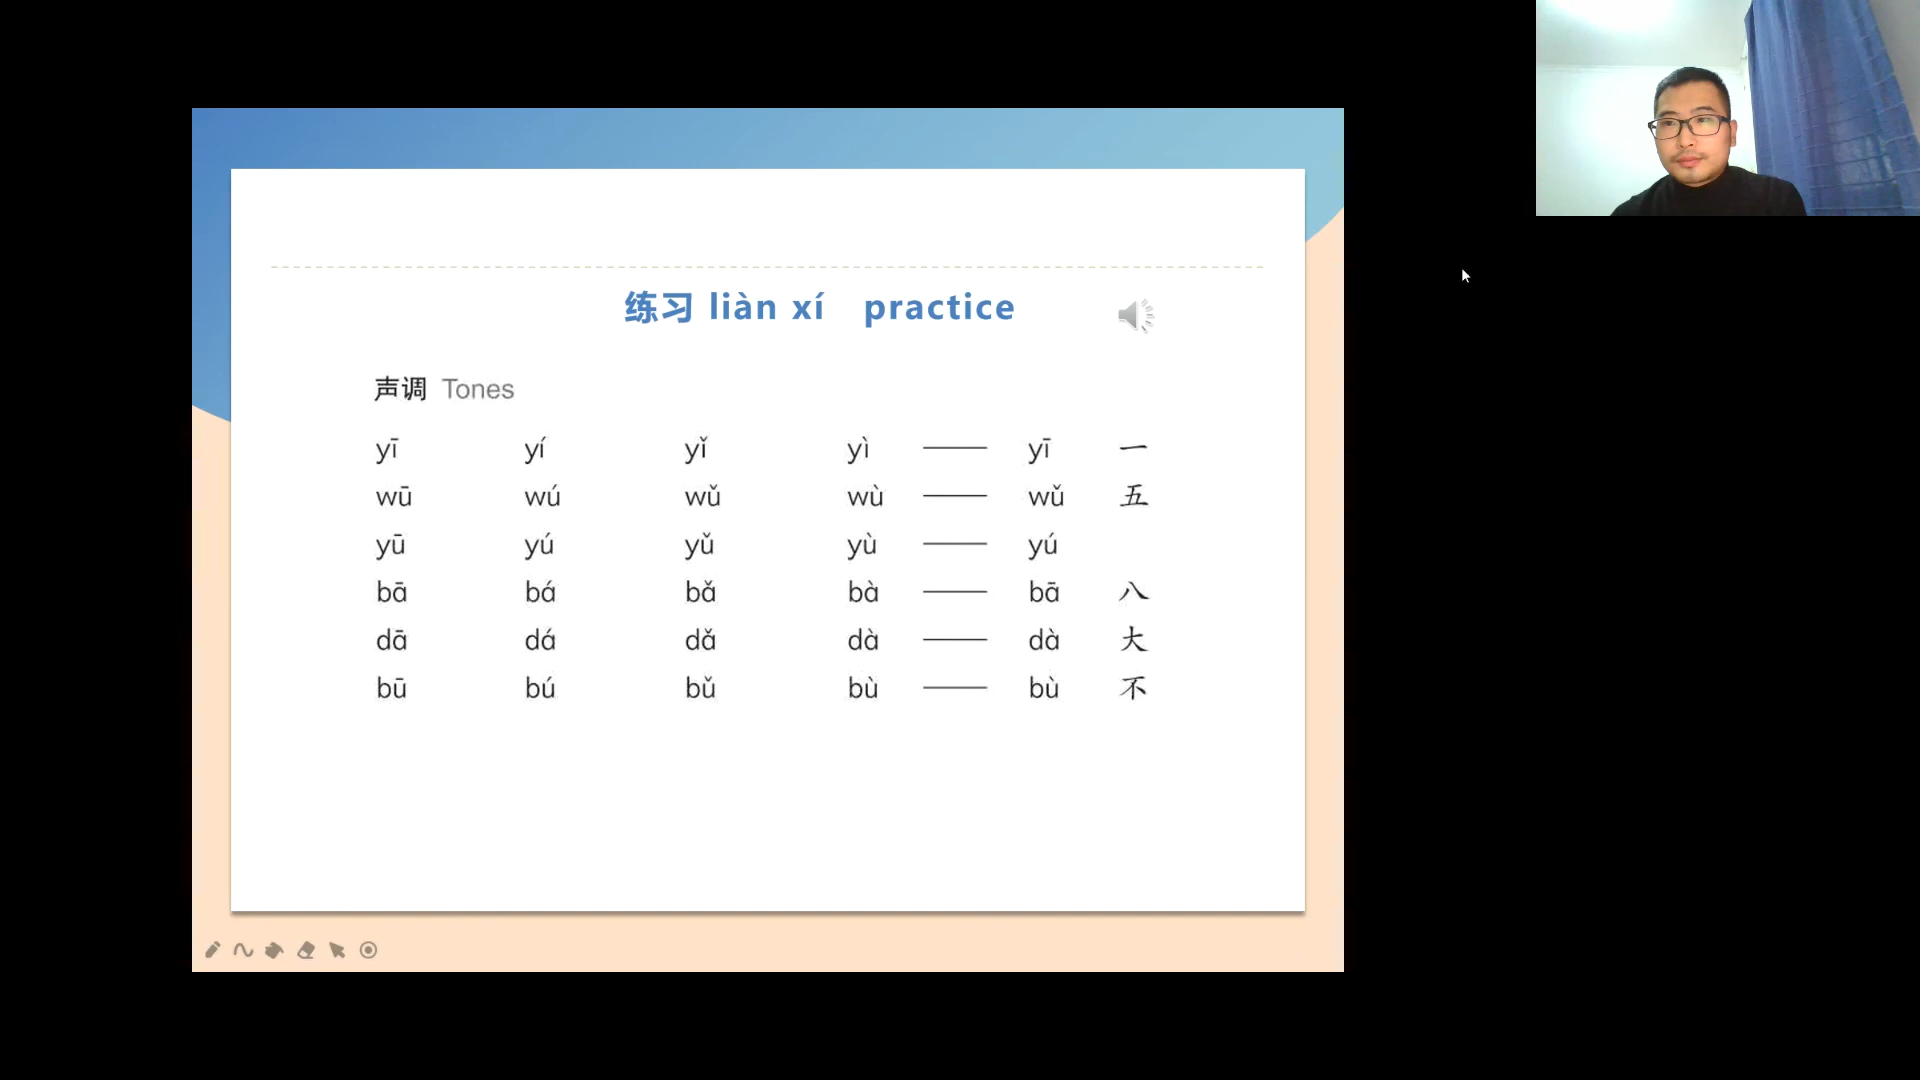 练习 liàn xí practice
声调 Tones
yī yí yǐ yì —— yī 一
wū wú wǔ wù —— wǔ 五
yū yú yǔ yù —— yú
bā bá bǎ bà —— bā 八
dā dá dǎ dà —— dà 大
bū bú bǔ bù —— bù 不